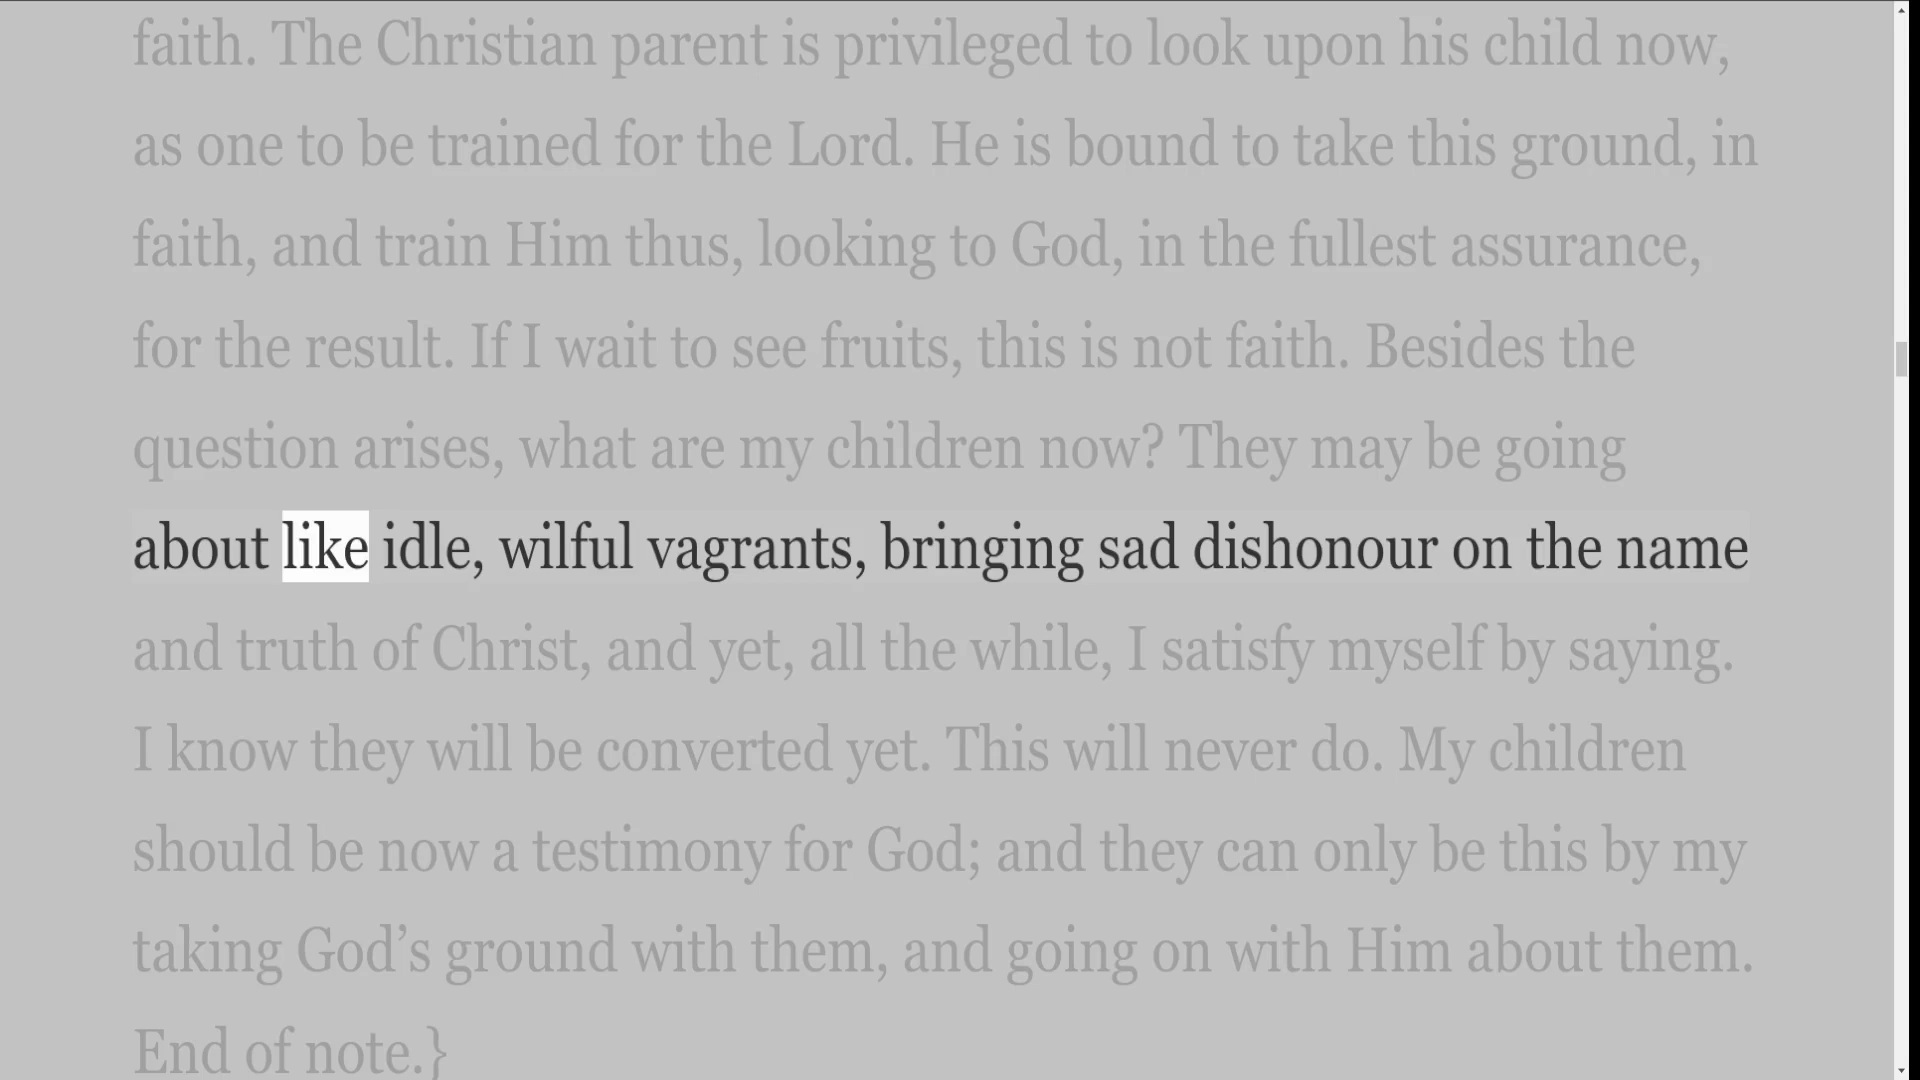 faith. The Christian parent is privileged to look upon his child now,
as one to be trained for the Lord. He is bound to take this ground, in
faith, and train Him thus, looking to God, in the fullest assurance,
for the result. If I wait to see fruits, this is not faith. Besides the
question arises, what are my children now? They may be going
about like idle, wilful vagrants, bringing sad dishonour on the name
and truth of Christ, and yet, all the while, I satisfy myself by saying.
I know they will be converted yet. This will never do. My children
should be now a testimony for God; and they can only be this by my
taking God’s ground with them, and going on with Him about them.
End of note.}